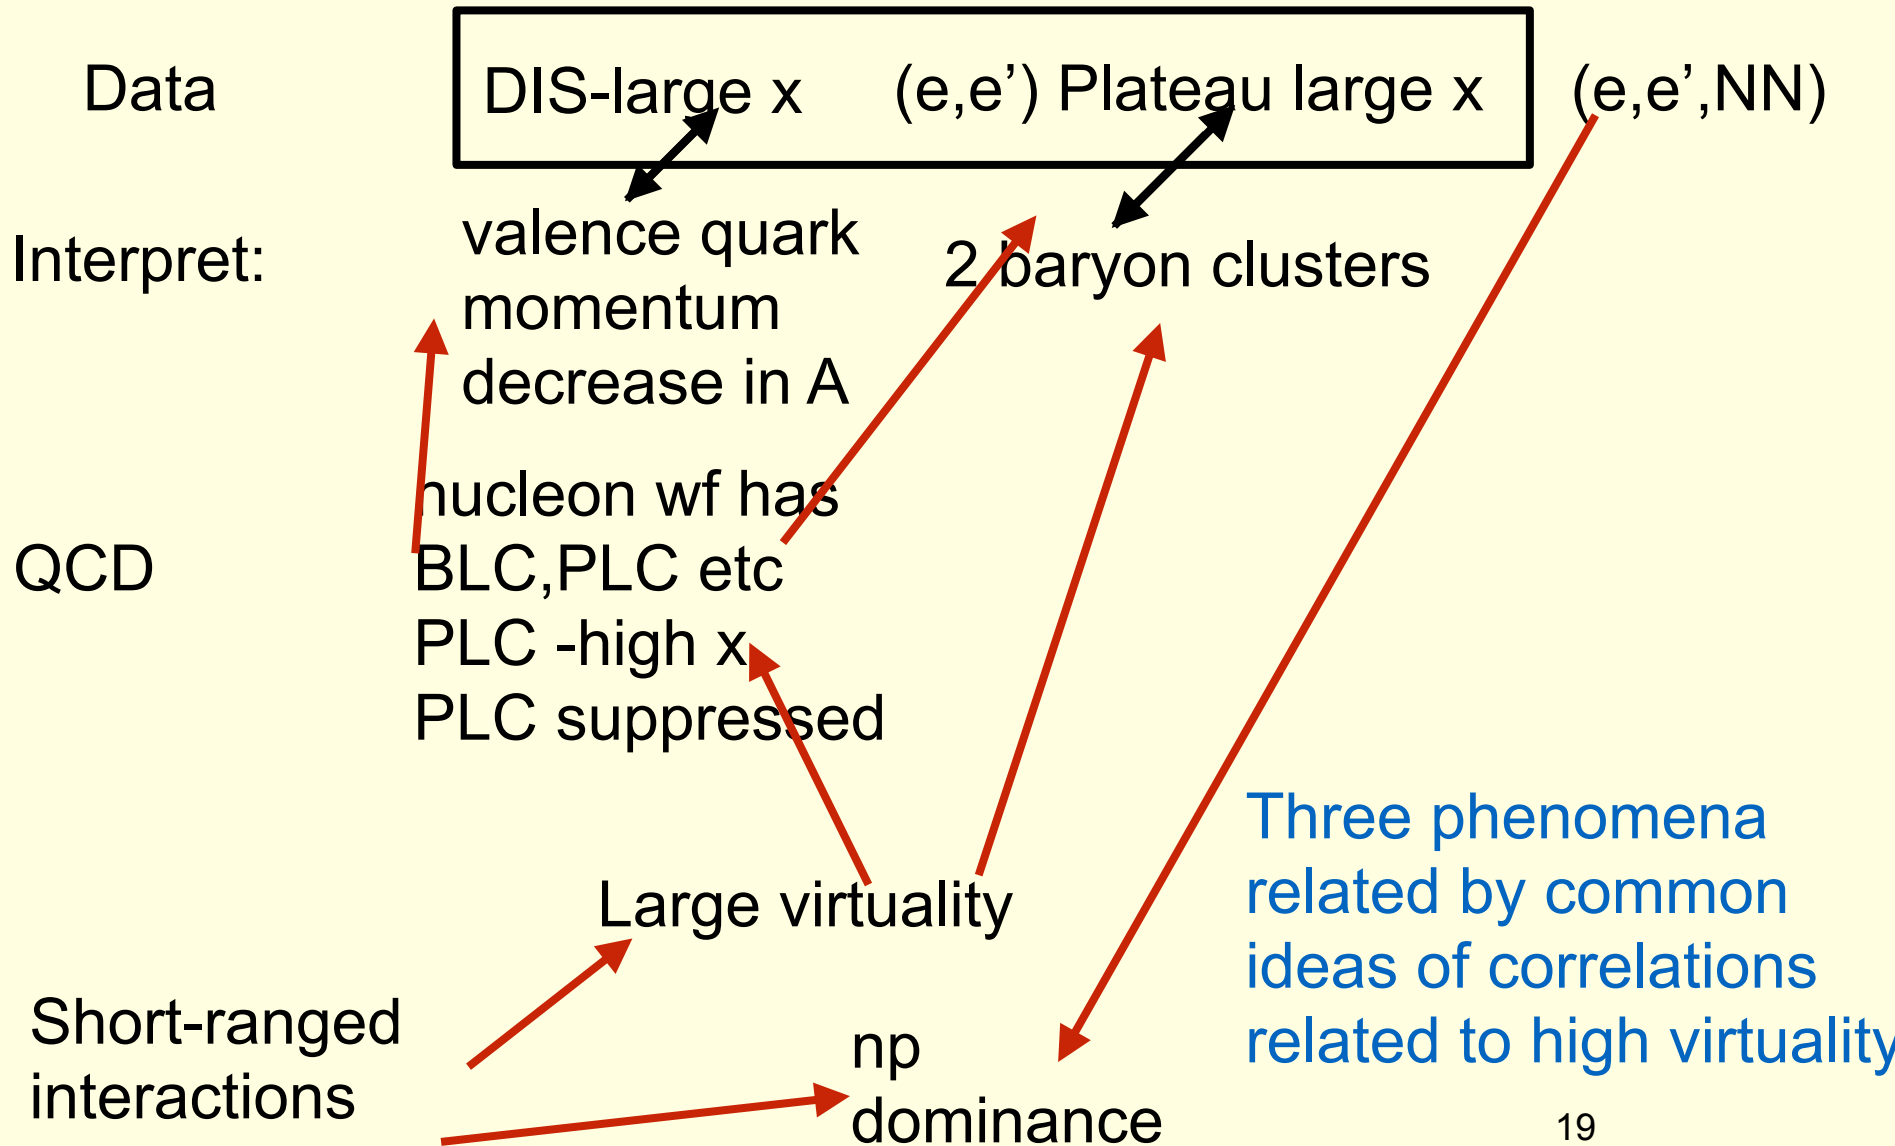 Data
DIS-large x
(e,e’) Plateau large x
(e,e’,NN)
Interpret:
valence quark
momentum
decrease in A
2 baryon clusters
QCD
nucleon wf has
BLC,PLC etc
PLC -high x
PLC suppressed
Large virtuality
Three phenomena
related by common
ideas of correlations
related to high virtuality
Short-ranged
interactions
np
dominance
19